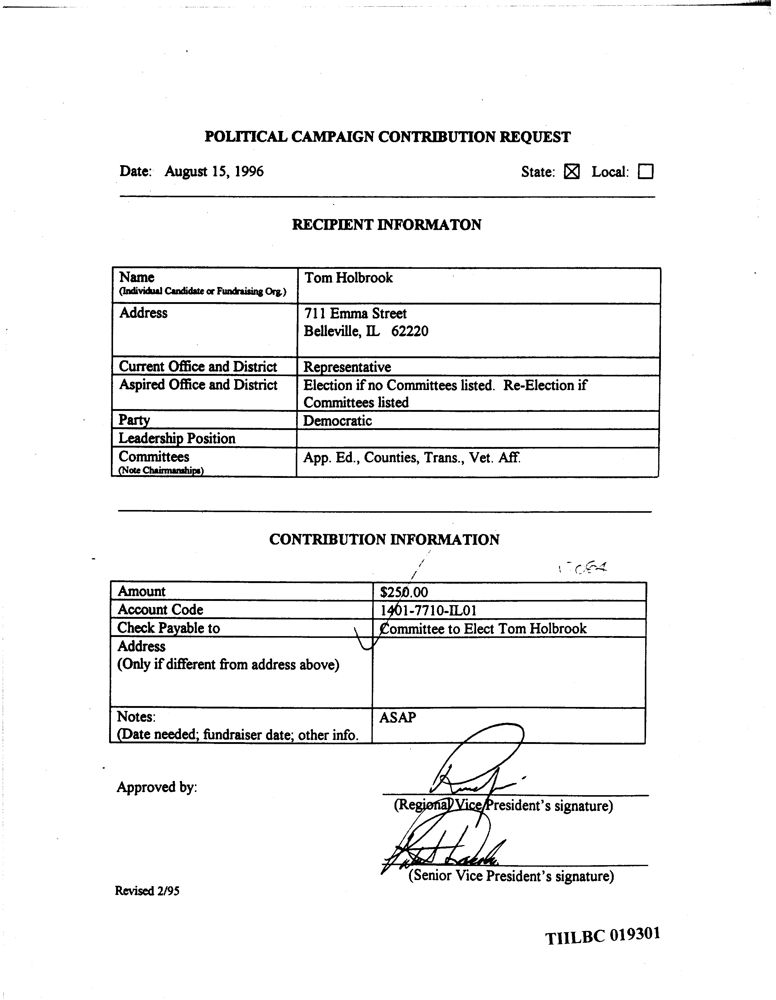 POLITICAL CAMPAIGN CONTRIBUTION REQUEST
Date: August 15, 1996 State: ☒ Local: ☐
RECIPIENT INFORMATON
Name Tom Holbrook
(Individual Candidate or Fundraising Org.)
Address 711 Emma Street
Belleville, IL 62220
Current Office and District Representative
Aspired Office and District Election if no Committees listed. Re-Election if
Committees listed
Party Democratic
Leadership Position
Committees App. Ed., Counties, Trans., Vet. Aff.
(Note Chairmanships)
CONTRIBUTION INFORMATION
Amount $250.00
Account Code 1401-7710-IL01
Check Payable to Committee to Elect Tom Holbrook
Address
(Only if different from address above)
Notes: ASAP
(Date needed; fundraiser date; other info.
Approved by:
(Regional Vice President's signature)
(Senior Vice President's signature)
Revised 2/95
TIILBC 019301